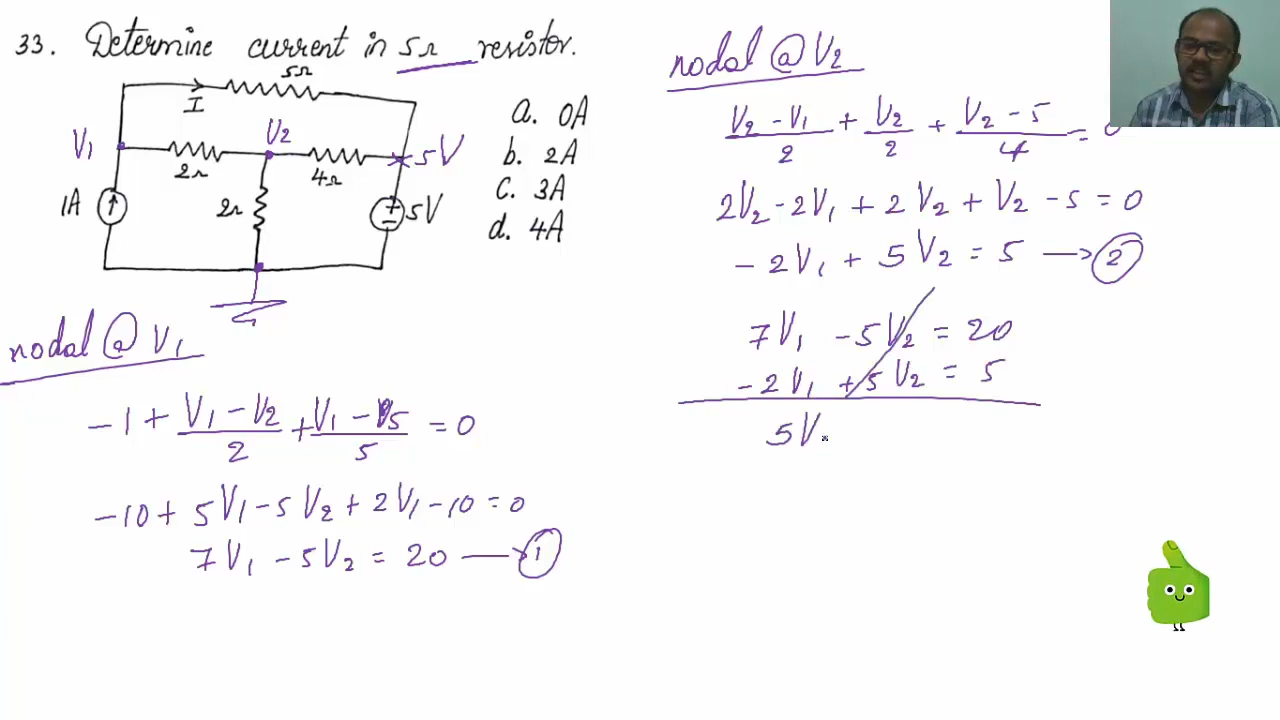 33. Determine current in 5Ω resistor.
5Ω
I
V₁
V₂
5V
2Ω
4Ω
1A
2Ω
+
-
5V
a. 0A
b. 2A
c. 3A
d. 4A
nodal @ V₁
-1 + (V₁ - V₂)/2 + (V₁ - 5)/5 = 0
-10 + 5V₁ - 5V₂ + 2V₁ - 10 = 0
7V₁ - 5V₂ = 20 → 1
nodal @ V₂
(V₂ - V₁)/2 + V₂/2 + (V₂ - 5)/4 = 0
2V₂ - 2V₁ + 2V₂ + V₂ - 5 = 0
-2V₁ + 5V₂ = 5 → 2
7V₁ - 5V₂ = 20
-2V₁ + 5V₂ = 5
5V